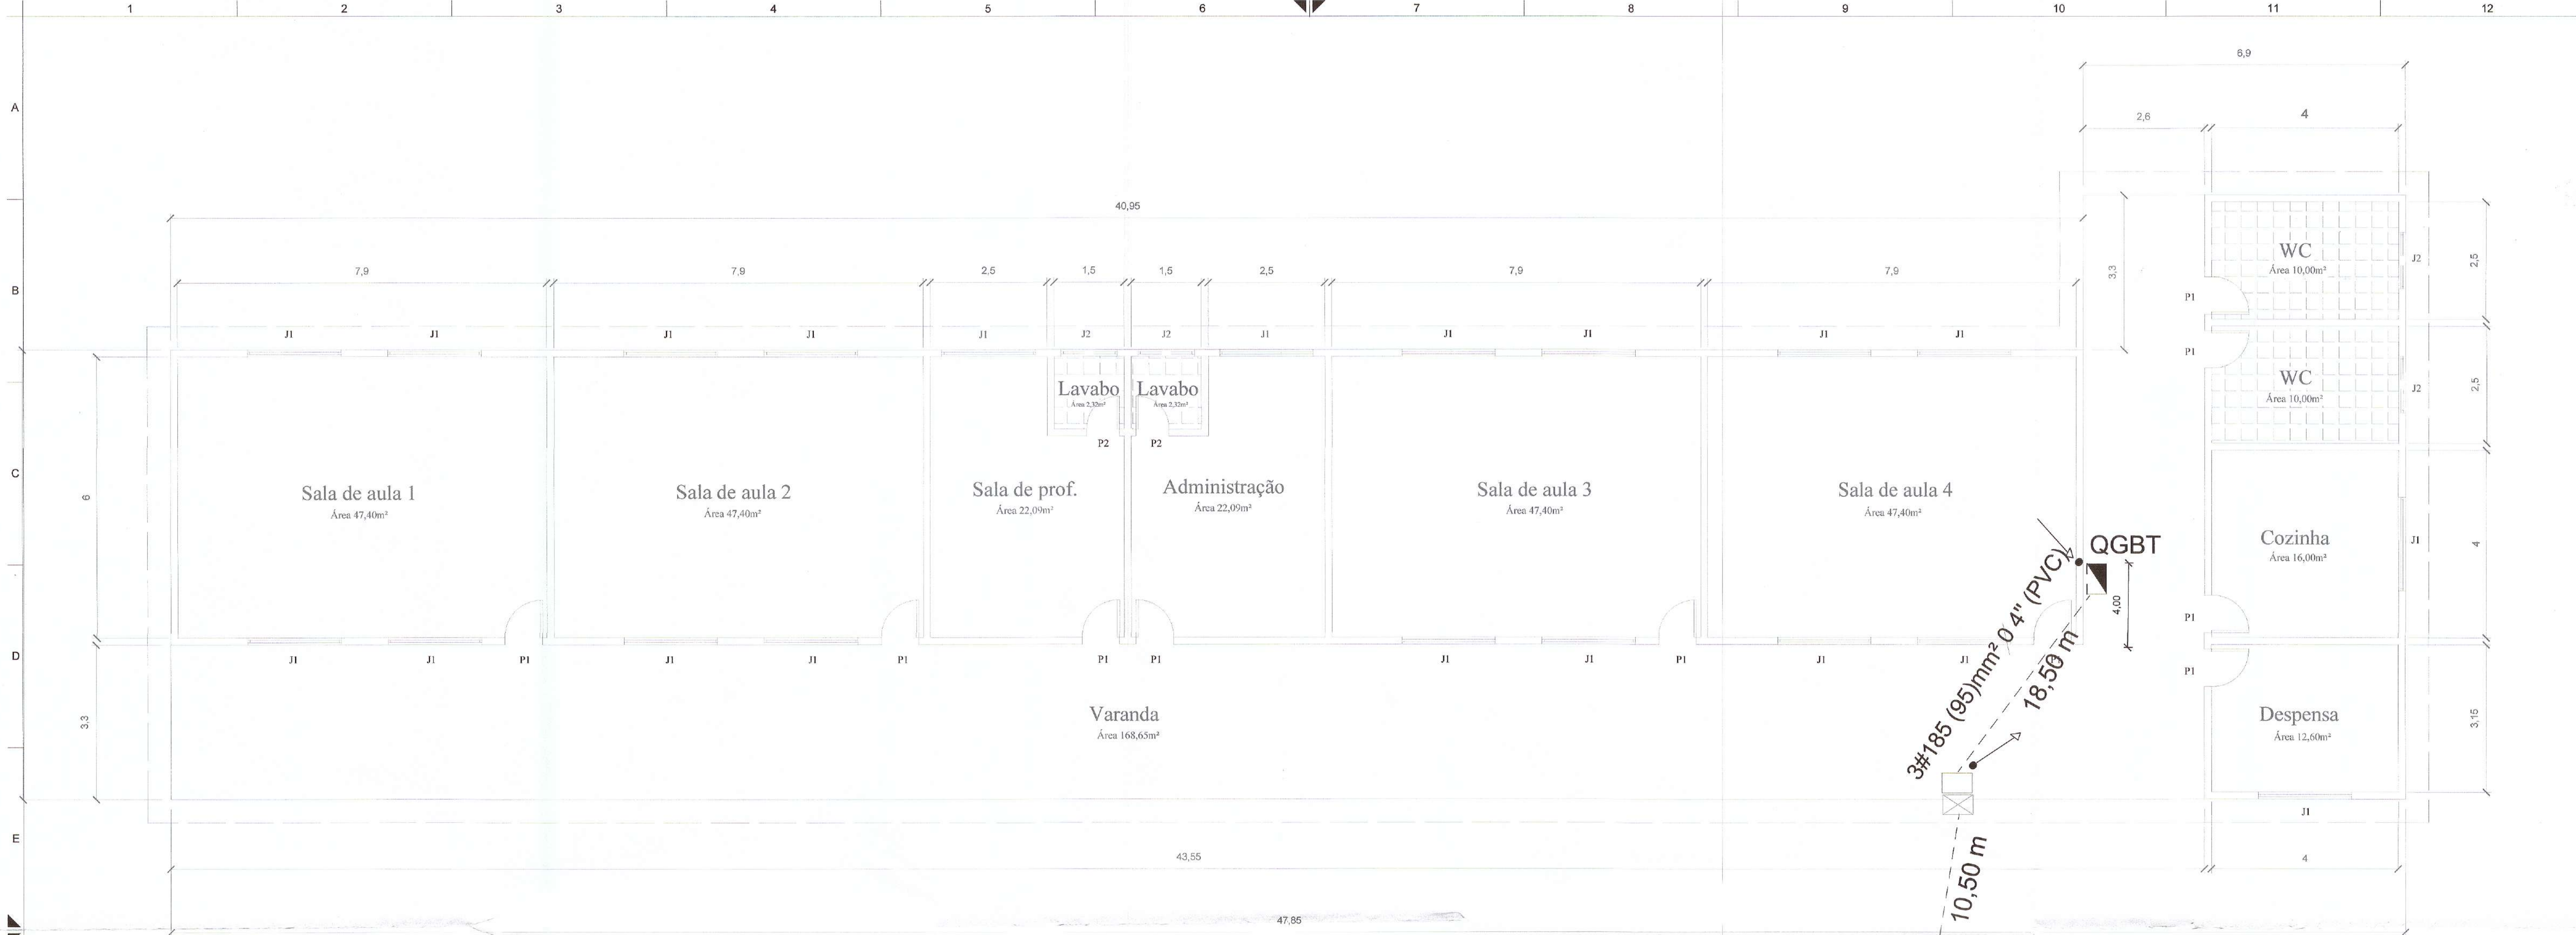 1 2 3 4 5 6 7 8 9 10 11 12
6,9
A
2,6 4
40,95
7,9 7,9 2,5 1,5 1,5 2,5 7,9 7,9
3,3
WC
Área 10,00m²
J2
2,5
B
P1
J1 J1 J1 J1 J1 J2 J2 J1 J1 J1 J1 J1
P1
WC
Área 10,00m²
J2
2,5
Lavabo
Área 2,32m²
Lavabo
Área 2,32m²
P2 P2
C
6
Sala de aula 1
Área 47,40m²
Sala de aula 2
Área 47,40m²
Sala de prof.
Área 22,09m²
Administração
Área 22,09m²
Sala de aula 3
Área 47,40m²
Sala de aula 4
Área 47,40m²
QGBT
Cozinha
Área 16,00m²
J1
4
4,00
P1
3#185 (95)mm² 0 4" (PVC)
18,50 m
D
J1 J1 P1 J1 J1 P1 P1 P1 J1 J1 P1 J1 J1
P1
3,3
Varanda
Área 168,65m²
Despensa
Área 12,60m²
3,15
J1
E
10,50 m
43,55
4
47,85